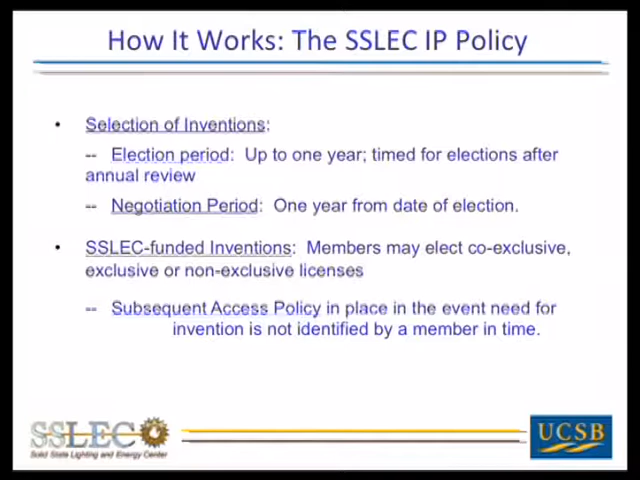 How It Works: The SSLEC IP Policy
• Selection of Inventions:
-- Election period: Up to one year; timed for elections after
annual review
-- Negotiation Period: One year from date of election.
• SSLEC-funded Inventions: Members may elect co-exclusive,
exclusive or non-exclusive licenses
-- Subsequent Access Policy in place in the event need for
invention is not identified by a member in time.
SSLEC
Solid State Lighting and Energy Center
UCSB